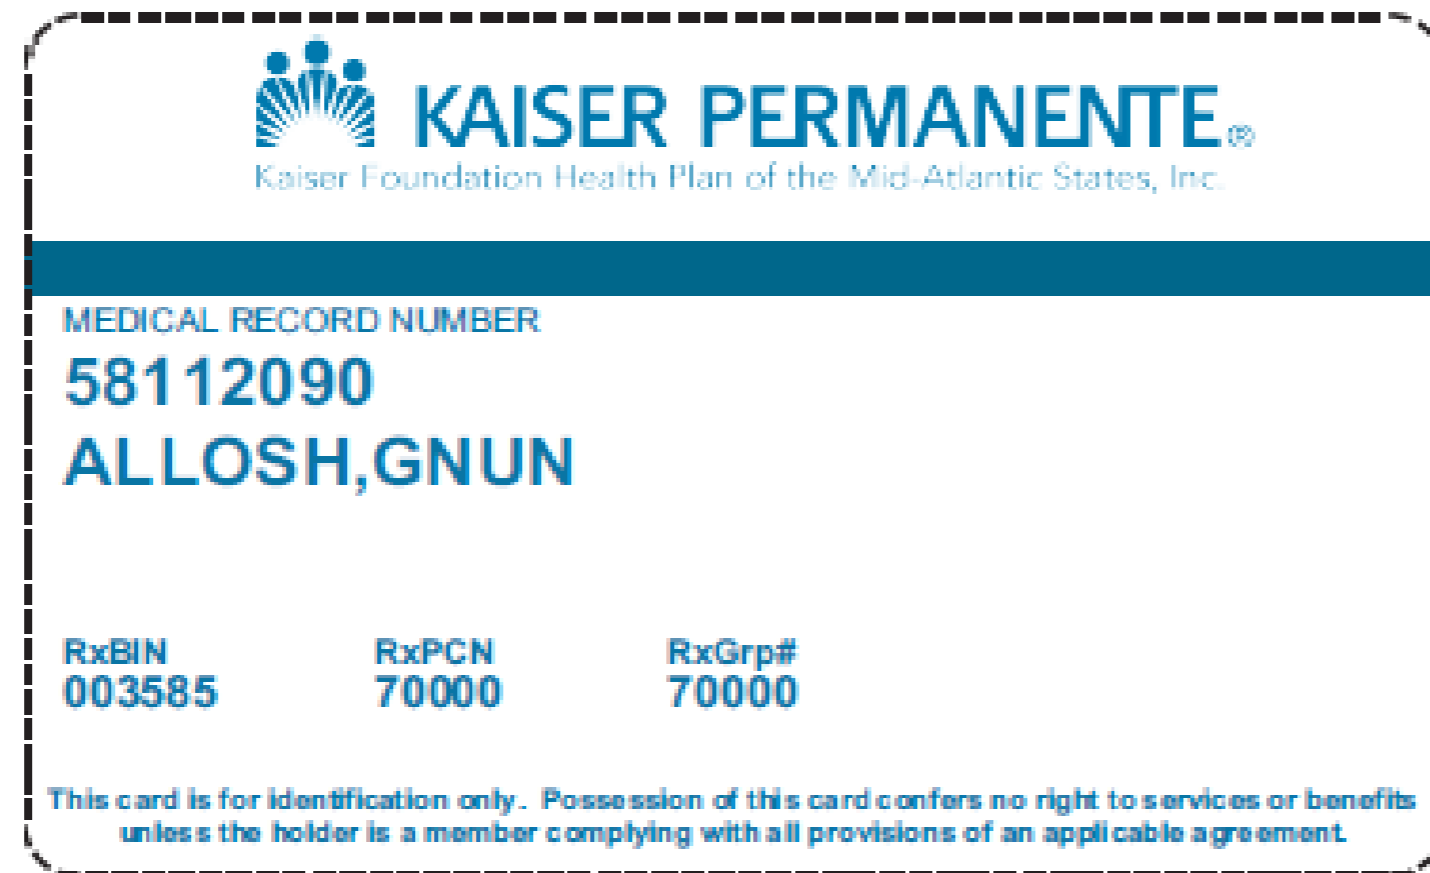 KAISER PERMANENTE®
Kaiser Foundation Health Plan of the Mid-Atlantic States, Inc.
MEDICAL RECORD NUMBER
58112090
ALLOSH,GNUN
RxBIN RxPCN RxGrp#
003585 70000 70000
This card is for identification only. Possession of this card confers no right to services or benefits
unless the holder is a member complying with all provisions of an applicable agreement.